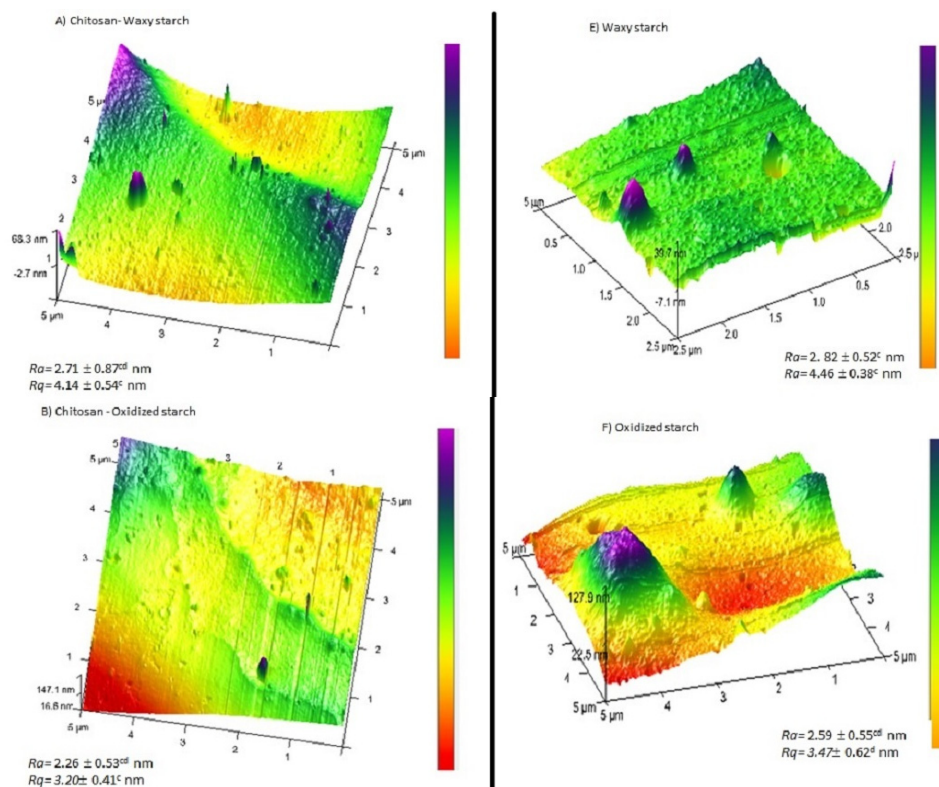 A) Chitosan- Waxy starch
5 µm
4
3
2
68.3 nm
1
-2.7 nm
5 µm
4
3
2
1
5 µm
4
3
2
1
Ra= 2.71 ± 0.87ᶜᵈ nm
Rq= 4.14 ± 0.54ᶜ nm
E) Waxy starch
5 µm
0.5
1.0
1.5
2.0
2.5 µm
39.7 nm
-7.1 nm
2.5 µm
2.0
1.5
1.0
0.5
2.0
2.5 µ
Ra= 2. 82 ± 0.52ᶜ nm
Ra= 4.46 ± 0.38ᶜ nm
B) Chitosan - Oxidized starch
5
5 µm
4
3
2
1
147.1 nm
16.6 nm
5 µm
3
2
1
5 µm
4
3
2
1
4
3
2
1
Ra= 2.26 ± 0.53ᶜᵈ nm
Rq= 3.20± 0.41ᶜ nm
F) Oxidized starch
5 µm
1
2
3
4
5 µm
127.9 nm
22.5 nm
4
3
2
1
3
4
5 µm
Ra= 2.59 ± 0.55ᶜᵈ nm
Rq= 3.47± 0.62ᵈ nm